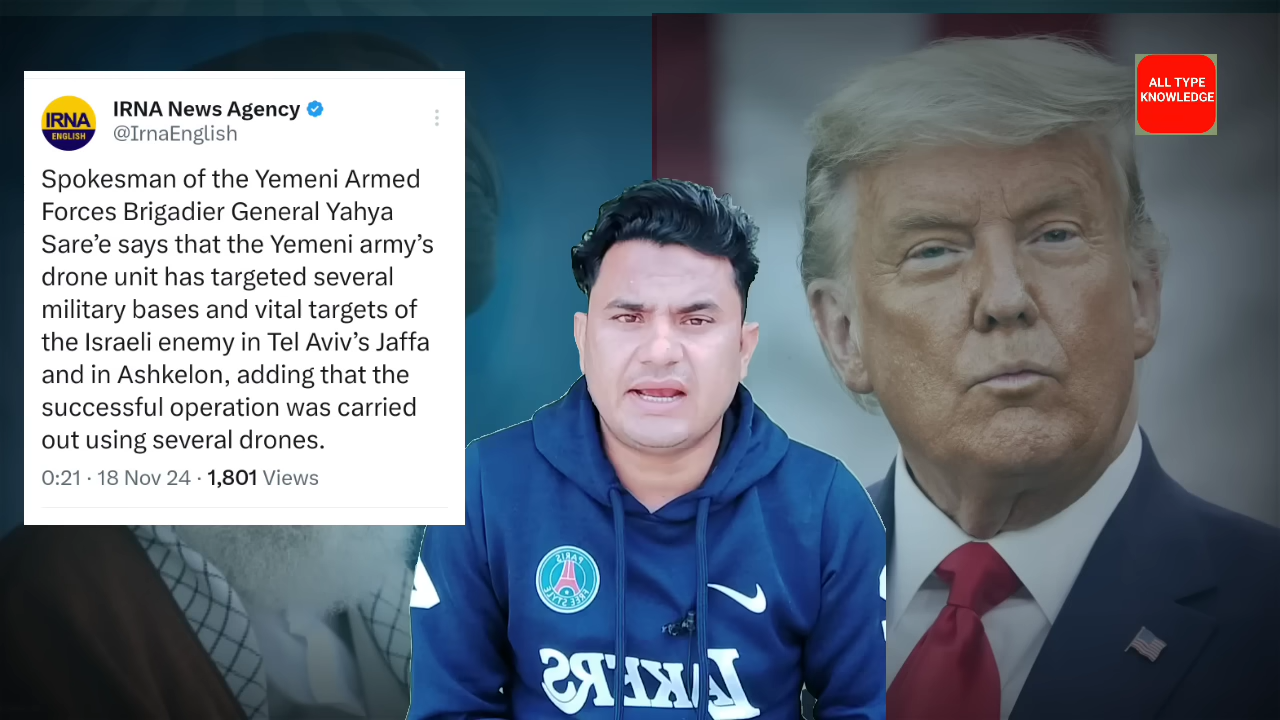 IRNA
ENGLISH
IRNA News Agency
@IrnaEnglish
Spokesman of the Yemeni Armed
Forces Brigadier General Yahya
Sare’e says that the Yemeni army’s
drone unit has targeted several
military bases and vital targets of
the Israeli enemy in Tel Aviv’s Jaffa
and in Ashkelon, adding that the
successful operation was carried
out using several drones.
0:21 · 18 Nov 24 · 1,801 Views
ALL TYPE
KNOWLEDGE
PARIS
FREE STYLE
LAKERS